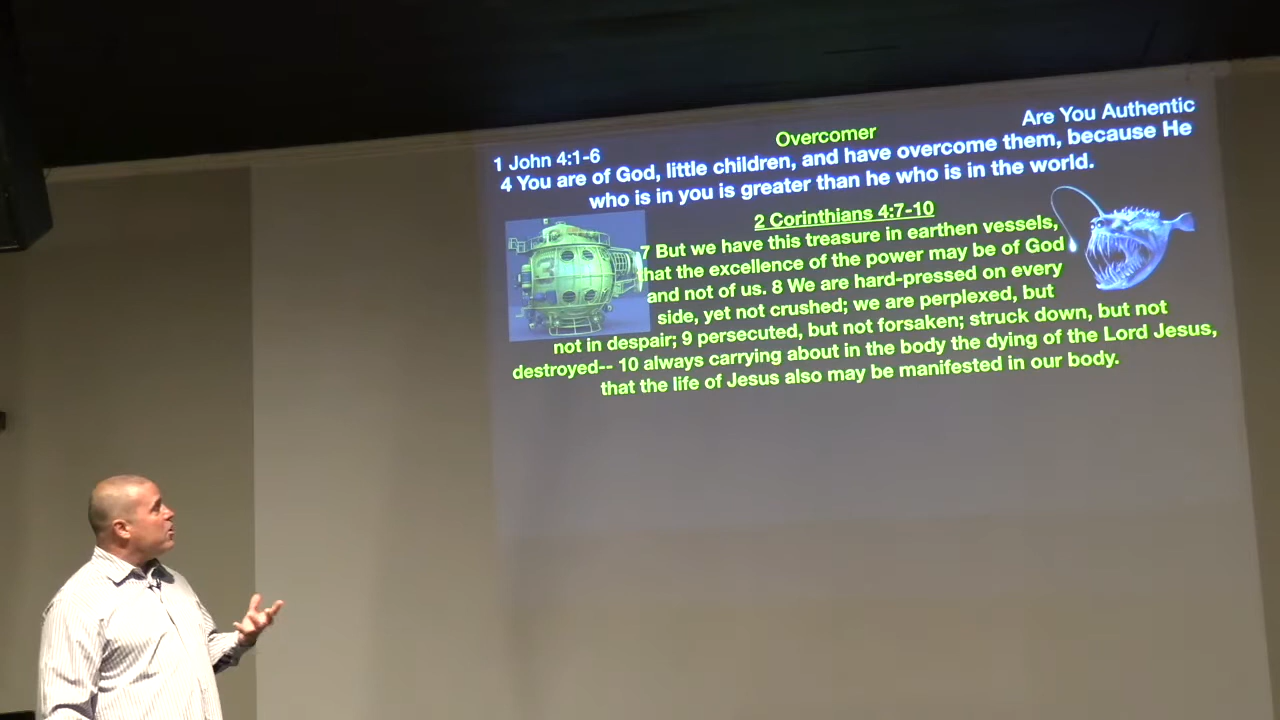 Are You Authentic
Overcomer
1 John 4:1-6
4 You are of God, little children, and have overcome them, because He
who is in you is greater than he who is in the world.
2 Corinthians 4:7-10
7 But we have this treasure in earthen vessels,
hat the excellence of the power may be of God
and not of us. 8 We are hard-pressed on every
side, yet not crushed; we are perplexed, but
not in despair; 9 persecuted, but not forsaken; struck down, but not
destroyed-- 10 always carrying about in the body the dying of the Lord Jesus,
that the life of Jesus also may be manifested in our body.